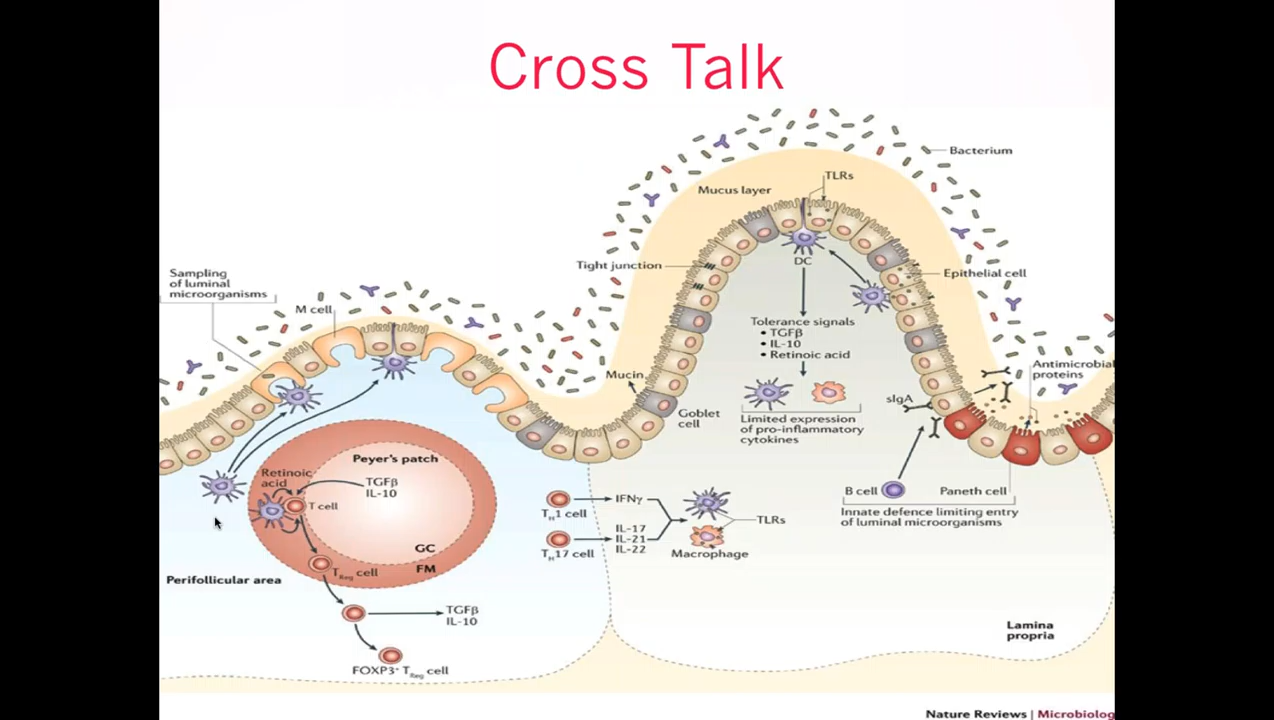 Cross Talk
Bacterium
TLRs
Mucus layer
Tight junction
DC
Epithelial cell
Sampling
of luminal
microorganisms
M cell
Tolerance signals
• TGFβ
• IL-10
• Retinoic acid
Mucin
Antimicrobial
proteins
sIgA
Goblet
cell
Limited expression
of pro-inflammatory
cytokines
Peyer's patch
Retinoic
acid
TGFβ
IL-10
T cell
B cell
Paneth cell
Innate defence limiting entry
of luminal microorganisms
IFNγ
TH1 cell
TLRs
IL-17
IL-21
IL-22
TH17 cell
Macrophage
GC
FM
TReg cell
Perifollicular area
TGFβ
IL-10
FOXP3+ TReg cell
Lamina
propria
Nature Reviews | Microbiolog